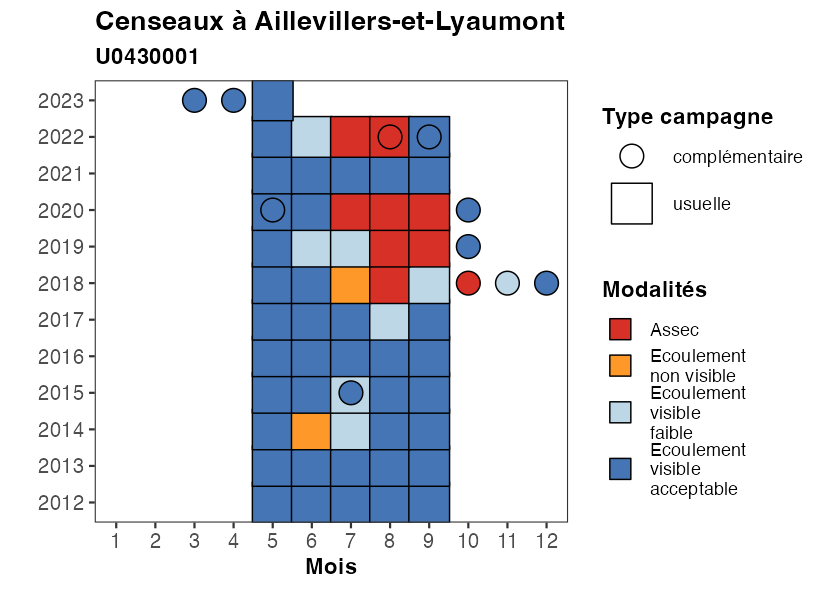 Censeaux à Aillevillers-et-Lyaumont
U0430001
2023
2022
2021
2020
2019
2018
2017
2016
2015
2014
2013
2012
1 2 3 4 5 6 7 8 9 10 11 12
Mois
Type campagne
complémentaire
usuelle
Modalités
Assec
Ecoulement
non visible
Ecoulement
visible
faible
Ecoulement
visible
acceptable